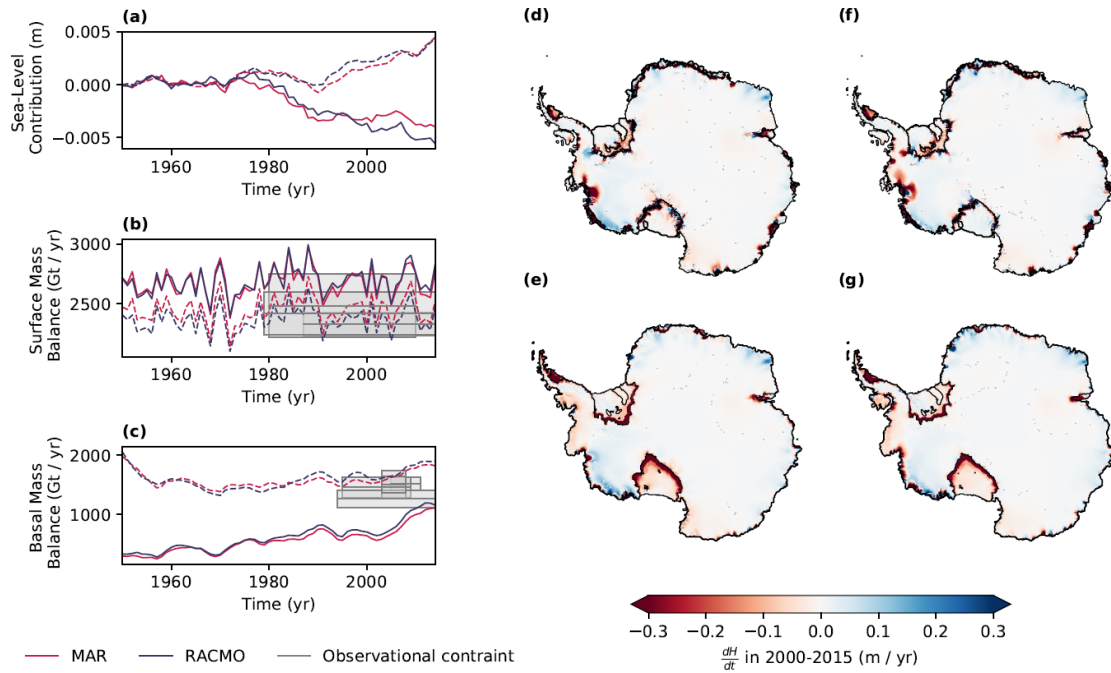 (a)
0.005
0.000
−0.005
Sea-Level
Contribution (m)
1960
1980
2000
Time (yr)
(b)
3000
2500
Surface Mass
Balance (Gt / yr)
1960
1980
2000
Time (yr)
(c)
2000
1000
Basal Mass
Balance (Gt / yr)
1960
1980
2000
Time (yr)
MAR
RACMO
Observational contraint
(d)
(f)
(e)
(g)
−0.3
−0.2
−0.1
0.0
0.1
0.2
0.3
dH/dt in 2000-2015 (m / yr)